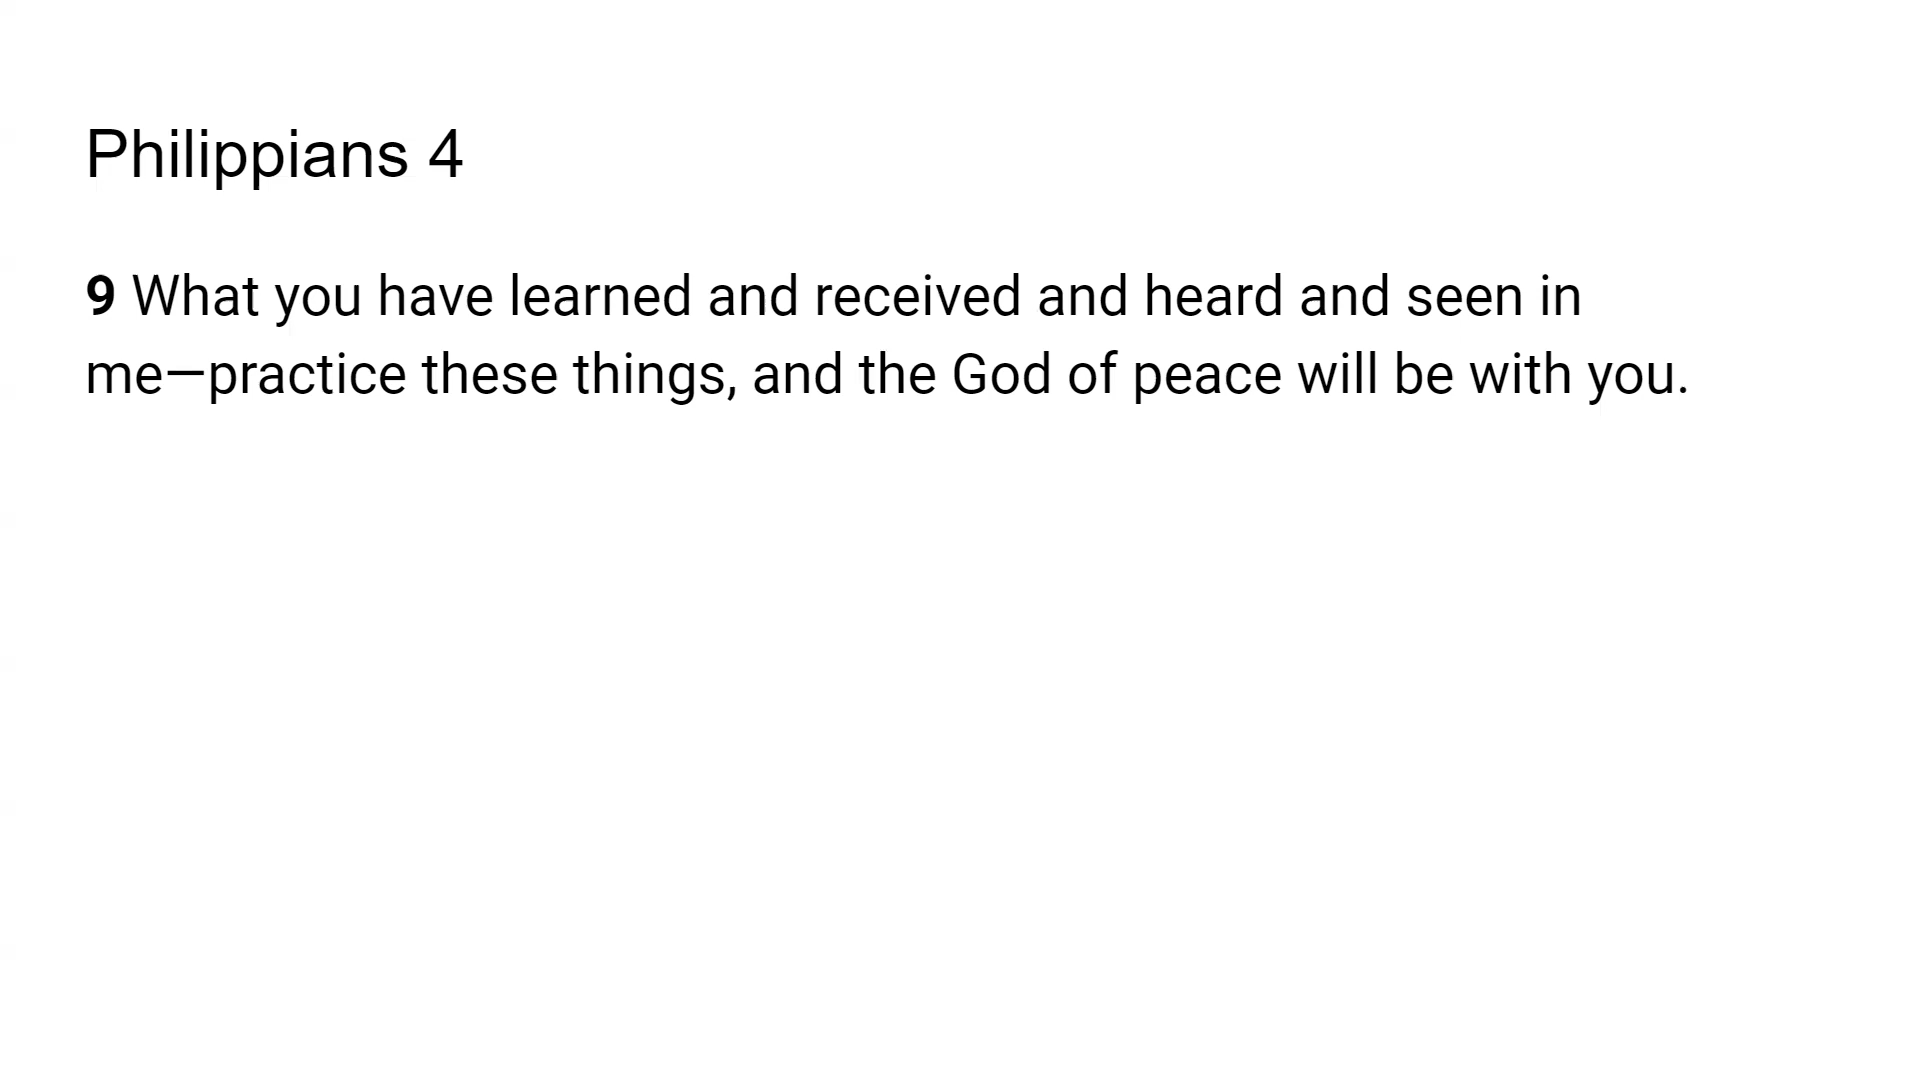 Philippians 4
9 What you have learned and received and heard and seen in
me—practice these things, and the God of peace will be with you.